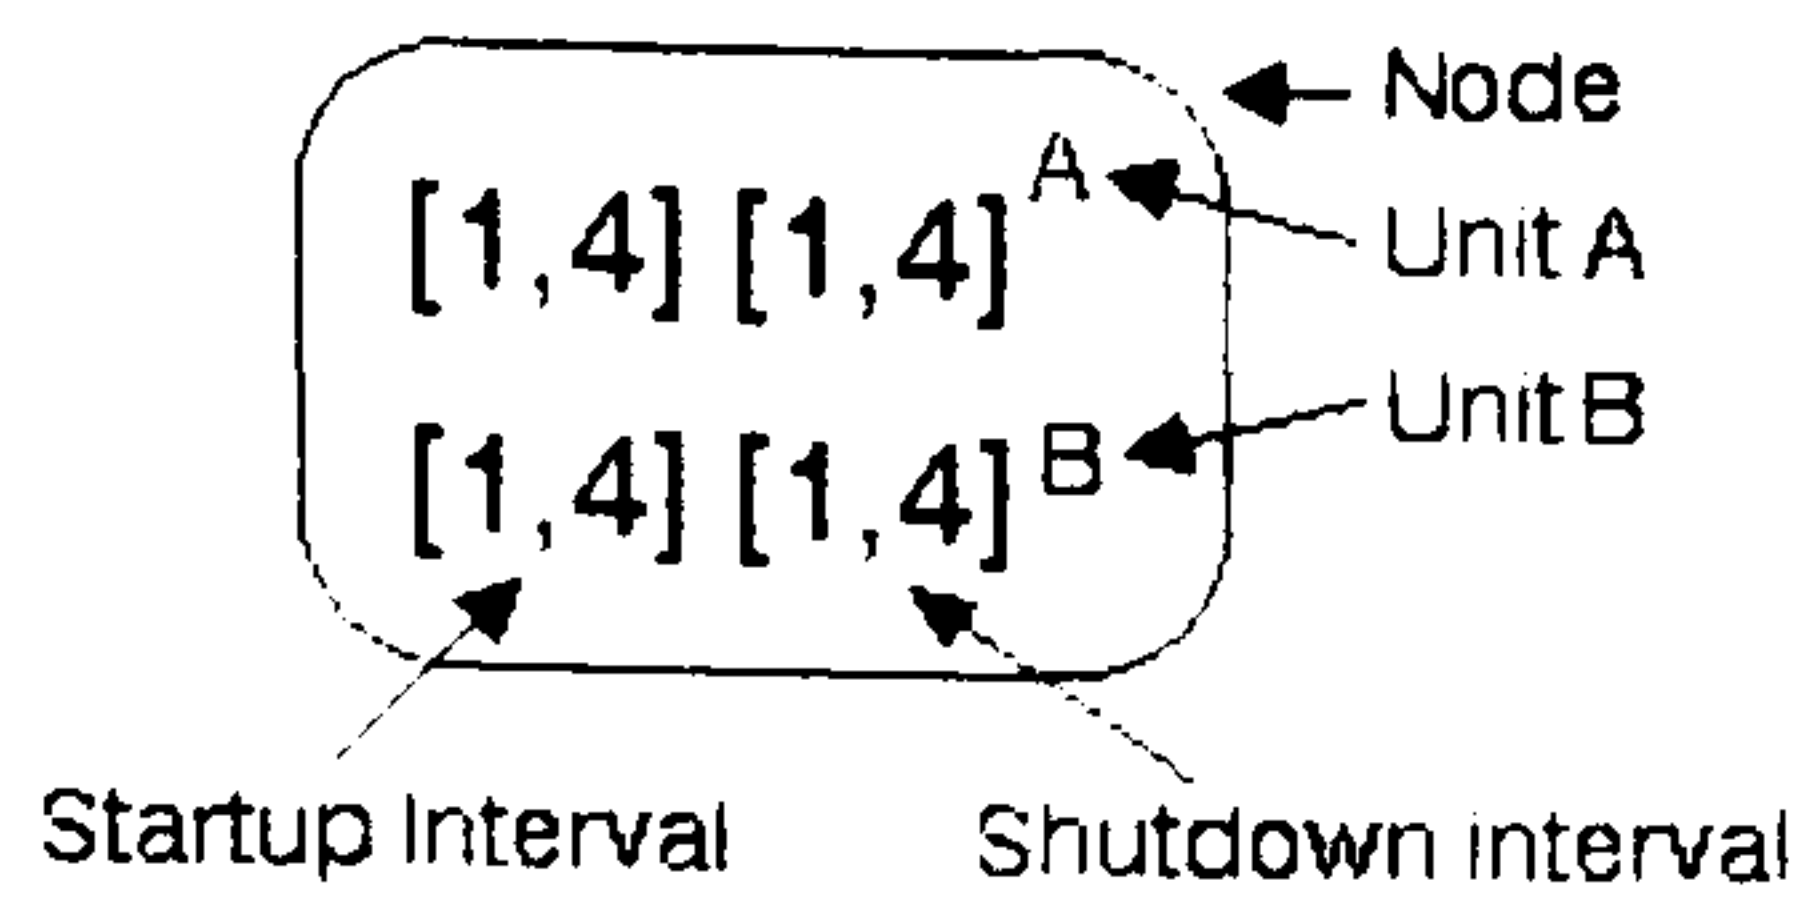 Node
[1,4] [1,4] A
Unit A
[1,4] [1,4] B
Unit B
Startup Interval
Shutdown interval